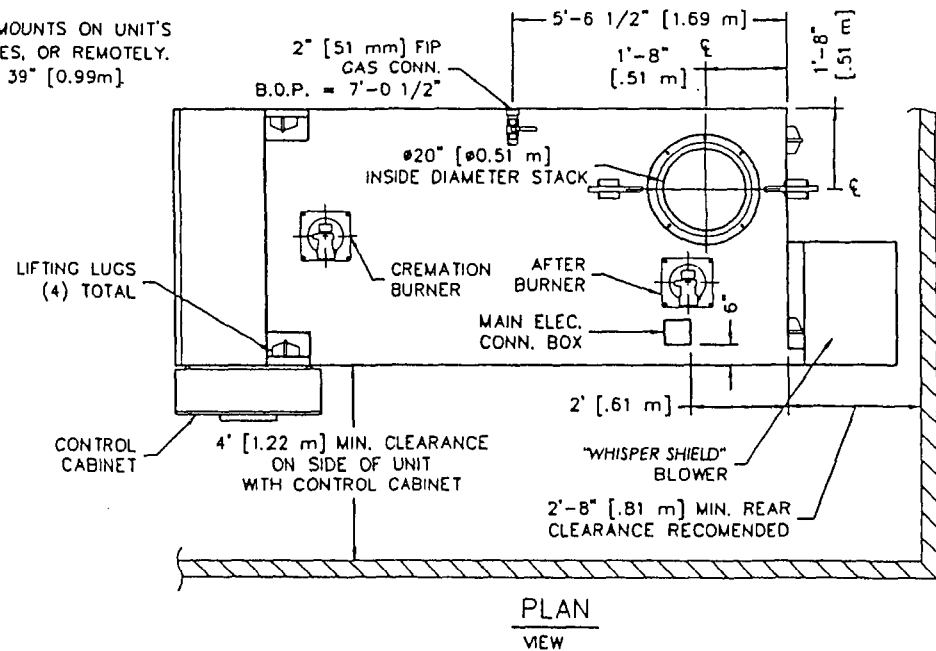 MOUNTS ON UNIT'S
ES, OR REMOTELY.
39" [0.99m]
2" [51 mm] FIP
GAS CONN.
B.O.P. = 7'-0 1/2"
5'-6 1/2" [1.69 m]
1'-8"
[.51 m]
℄
1'-8"
[.51 m]
ø20" [ø0.51 m]
INSIDE DIAMETER STACK
℄
LIFTING LUGS
(4) TOTAL
CREMATION
BURNER
AFTER
BURNER
6"
MAIN ELEC.
CONN. BOX
2' [.61 m]
CONTROL
CABINET
4' [1.22 m] MIN. CLEARANCE
ON SIDE OF UNIT
WITH CONTROL CABINET
"WHISPER SHIELD"
BLOWER
2'-8" [.81 m] MIN. REAR
CLEARANCE RECOMENDED
PLAN
VIEW